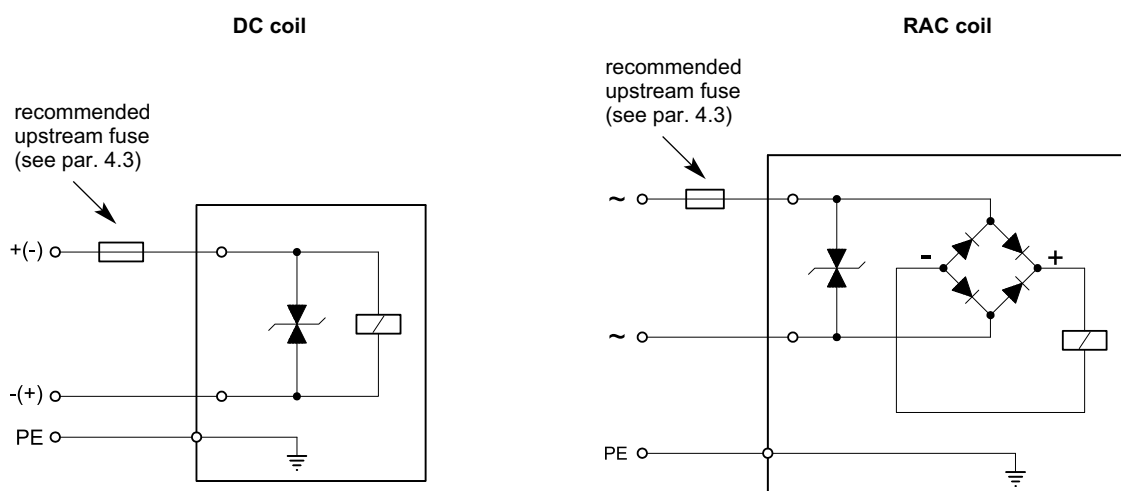 DC coil
recommended
upstream fuse
(see par. 4.3)
+(-)
-(+)
PE
RAC coil
recommended
upstream fuse
(see par. 4.3)
~
- +
~
PE